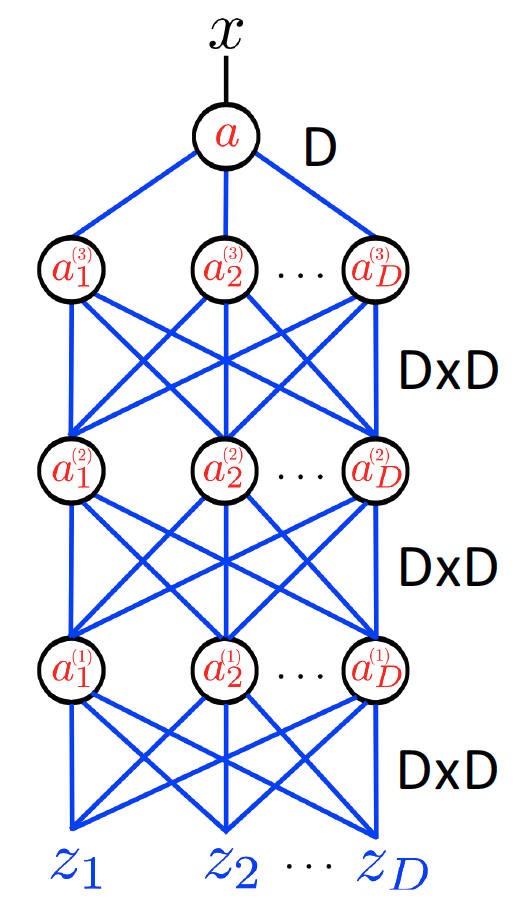 x
a D
a_1^{(3)} a_2^{(3)} ... a_D^{(3)}
DxD
a_1^{(2)} a_2^{(2)} ... a_D^{(2)}
DxD
a_1^{(1)} a_2^{(1)} ... a_D^{(1)}
DxD
z_1 z_2 ... z_D